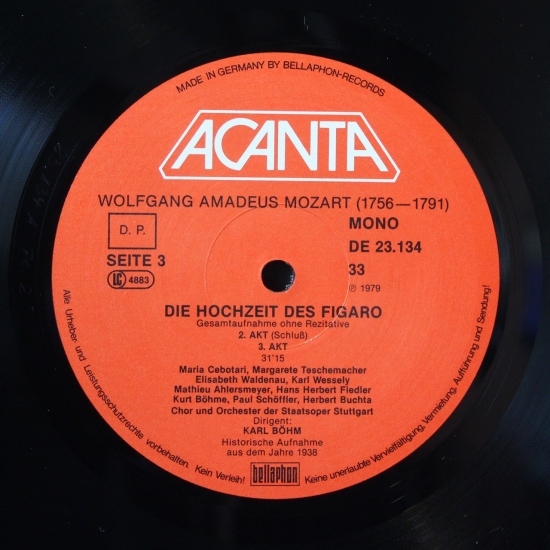 MADE IN GERMANY BY BELLAPHON-RECORDS
ACANTA
WOLFGANG AMADEUS MOZART (1756—1791)
D. P.
MONO
DE 23.134
SEITE 3
33
LC 4883
℗ 1979
DIE HOCHZEIT DES FIGARO
Gesamtaufnahme ohne Rezitative
2. AKT (Schluß)
3. AKT
31'15
Maria Cebotari, Margarete Teschemacher
Elisabeth Waldenau, Karl Wessely
Mathieu Ahlersmeyer, Hans Herbert Fiedler
Kurt Böhme, Paul Schöffler, Herbert Buchta
Chor und Orchester der Staatsoper Stuttgart
Dirigent:
KARL BÖHM
Historische Aufnahme
aus dem Jahre 1938
bellaphon
Alle Urheber- und Leistungsschutzrechte vorbehalten. Kein Verleih! Keine unerlaubte Vervielfältigung, Vermietung, Aufführung und Sendung!